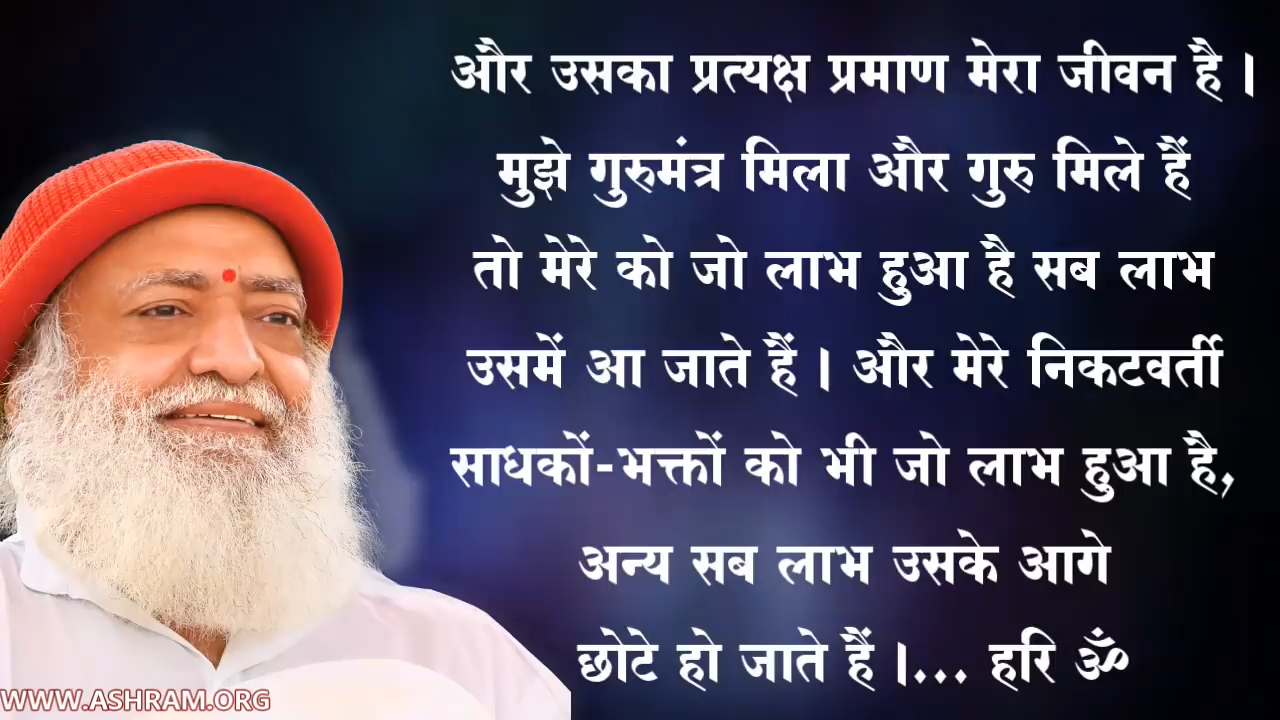 और उसका प्रत्यक्ष प्रमाण मेरा जीवन है ।
मुझे गुरुमंत्र मिला और गुरु मिले हैं
तो मेरे को जो लाभ हुआ है सब लाभ
उसमें आ जाते हैं । और मेरे निकटवर्ती
साधकों-भक्तों को भी जो लाभ हुआ है,
अन्य सब लाभ उसके आगे
छोटे हो जाते हैं ।... हरि ॐ
WWW.ASHRAM.ORG